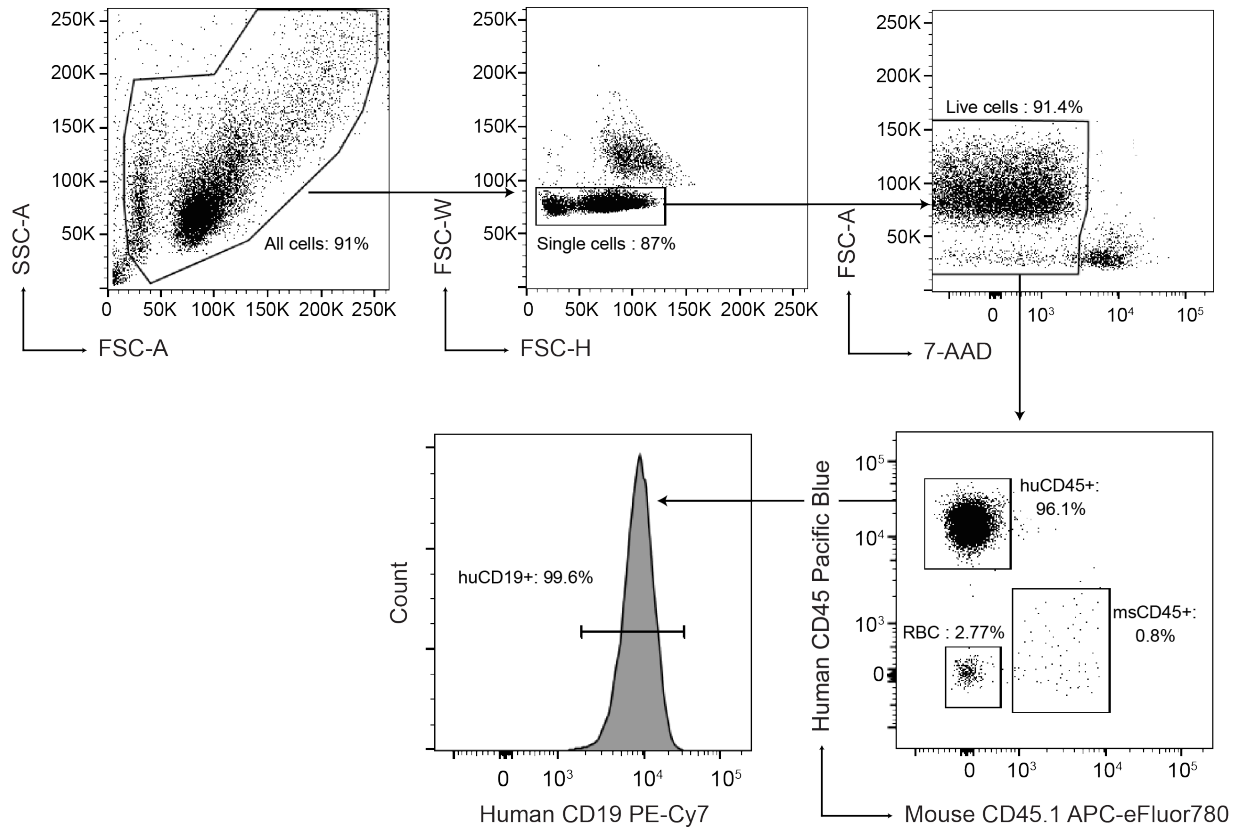 250K
200K
150K
100K
50K
0
0 50K 100K 150K 200K 250K
SSC-A
FSC-A
All cells: 91%
250K
200K
150K
100K
50K
0
0 50K 100K 150K 200K 250K
FSC-W
FSC-H
Single cells : 87%
250K
200K
150K
100K
50K
0 10³ 10⁴ 10⁵
FSC-A
7-AAD
Live cells : 91.4%
Count
huCD19+: 99.6%
0 10³ 10⁴ 10⁵
Human CD19 PE-Cy7
10⁵
10⁴
10³
0
Human CD45 Pacific Blue
huCD45+:
96.1%
RBC : 2.77%
msCD45+:
0.8%
0 10³ 10⁴ 10⁵
Mouse CD45.1 APC-eFluor780